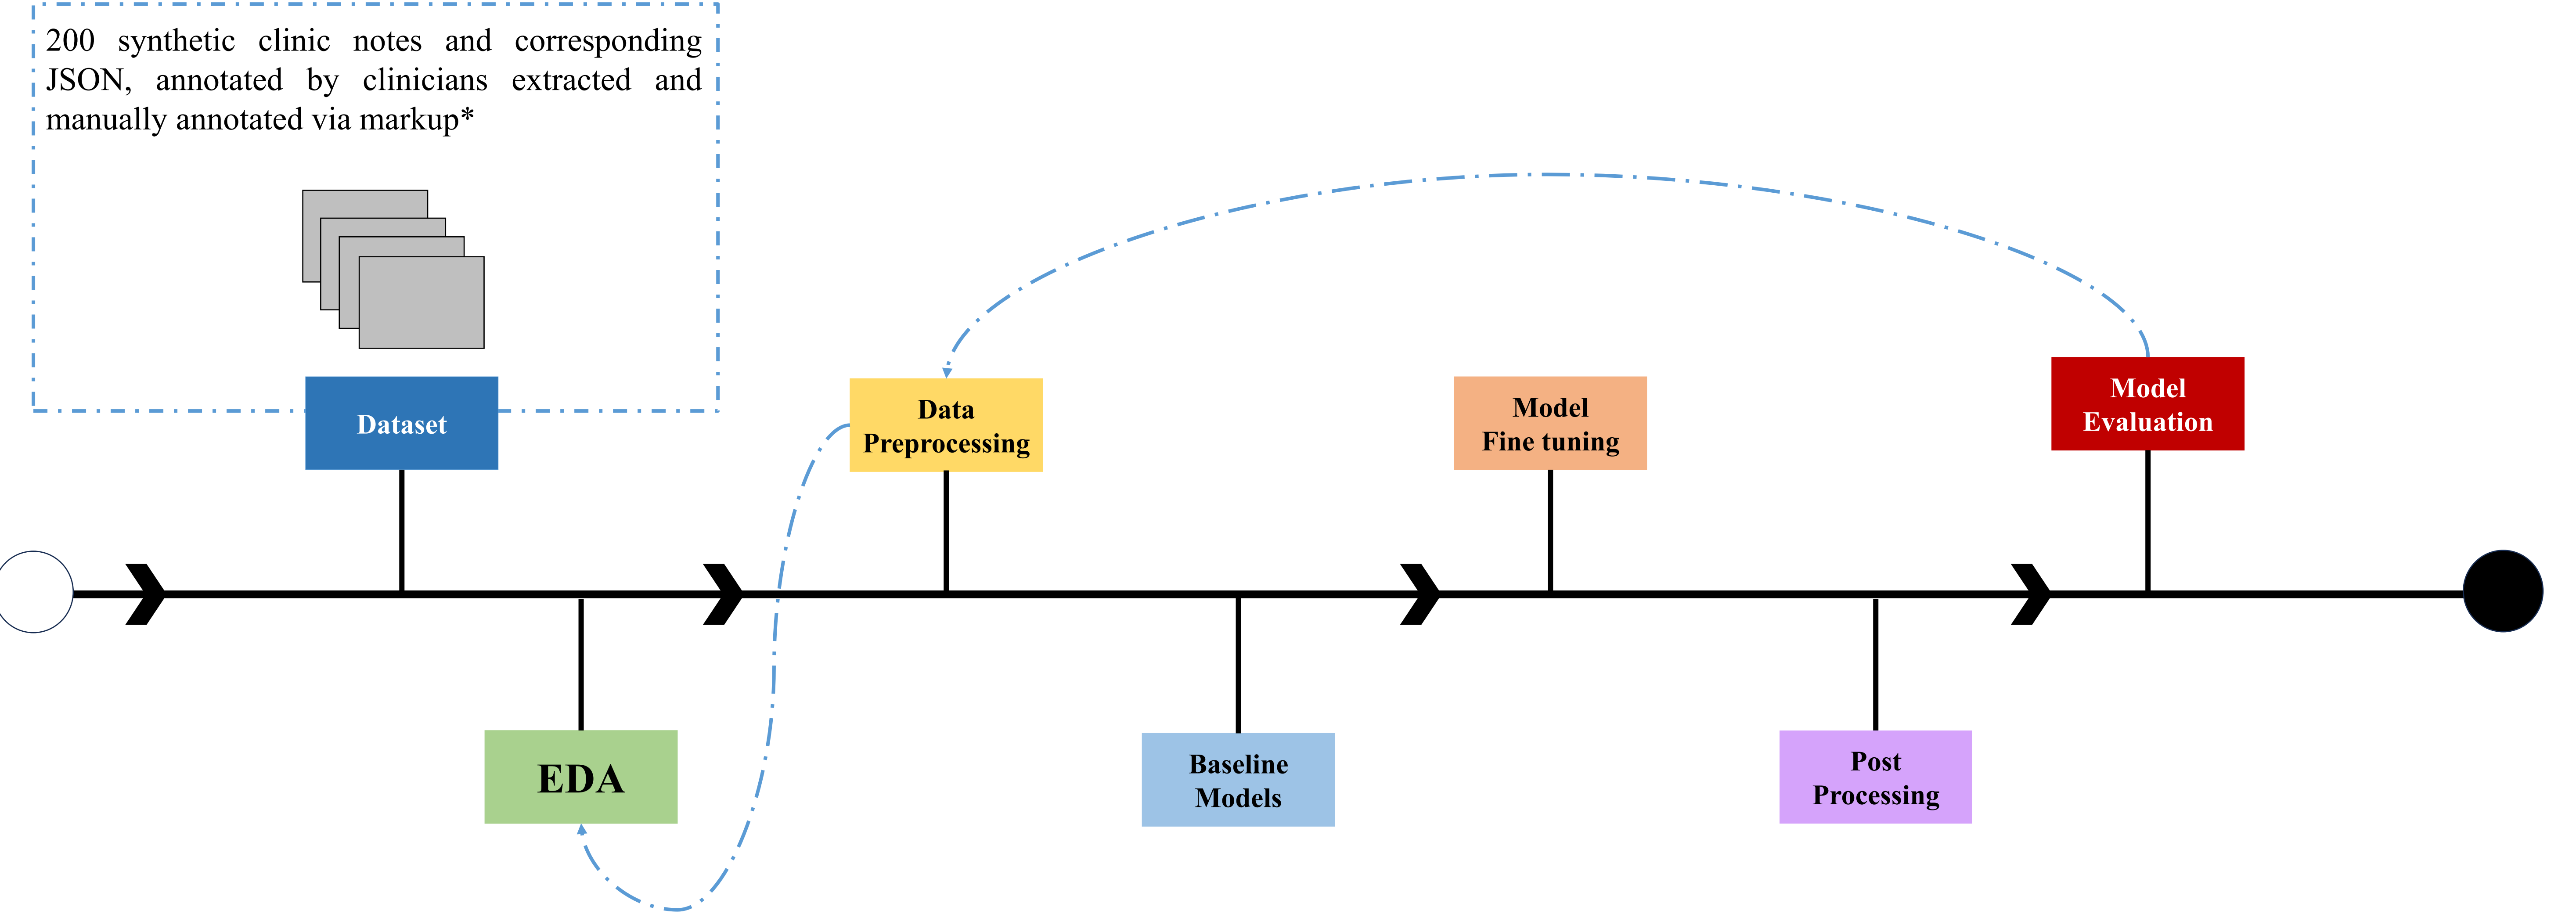 200 synthetic clinic notes and corresponding
JSON, annotated by clinicians extracted and
manually annotated via markup*
Dataset
Data
Preprocessing
Model
Fine tuning
Model
Evaluation
EDA
Baseline
Models
Post
Processing